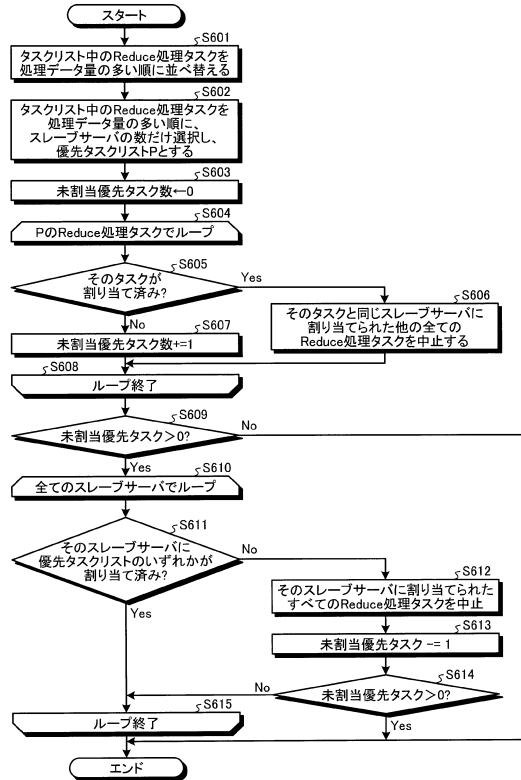 スタート
S601
タスクリスト中のReduce処理タスクを
処理データ量の多い順に並べ替える
S602
タスクリスト中のReduce処理タスクを
処理データ量の多い順に、
スレーブサーバの数だけ選択し、
優先タスクリストPとする
S603
未割当優先タスク数←0
S604
PのReduce処理タスクでループ
S605
そのタスクが
割り当て済み?
Yes
S606
そのタスクと同じスレーブサーバに
割り当てられた他の全ての
Reduce処理タスクを中止する
No
S607
未割当優先タスク数+=1
S608
ループ終了
S609
未割当優先タスク>0?
No
Yes
S610
全てのスレーブサーバでループ
S611
そのスレーブサーバに
優先タスクリストのいずれかが
割り当て済み?
No
Yes
S612
そのスレーブサーバに割り当てられた
すべてのReduce処理タスクを中止
S613
未割当優先タスク -= 1
S614
未割当優先タスク>0?
No
Yes
S615
ループ終了
エンド